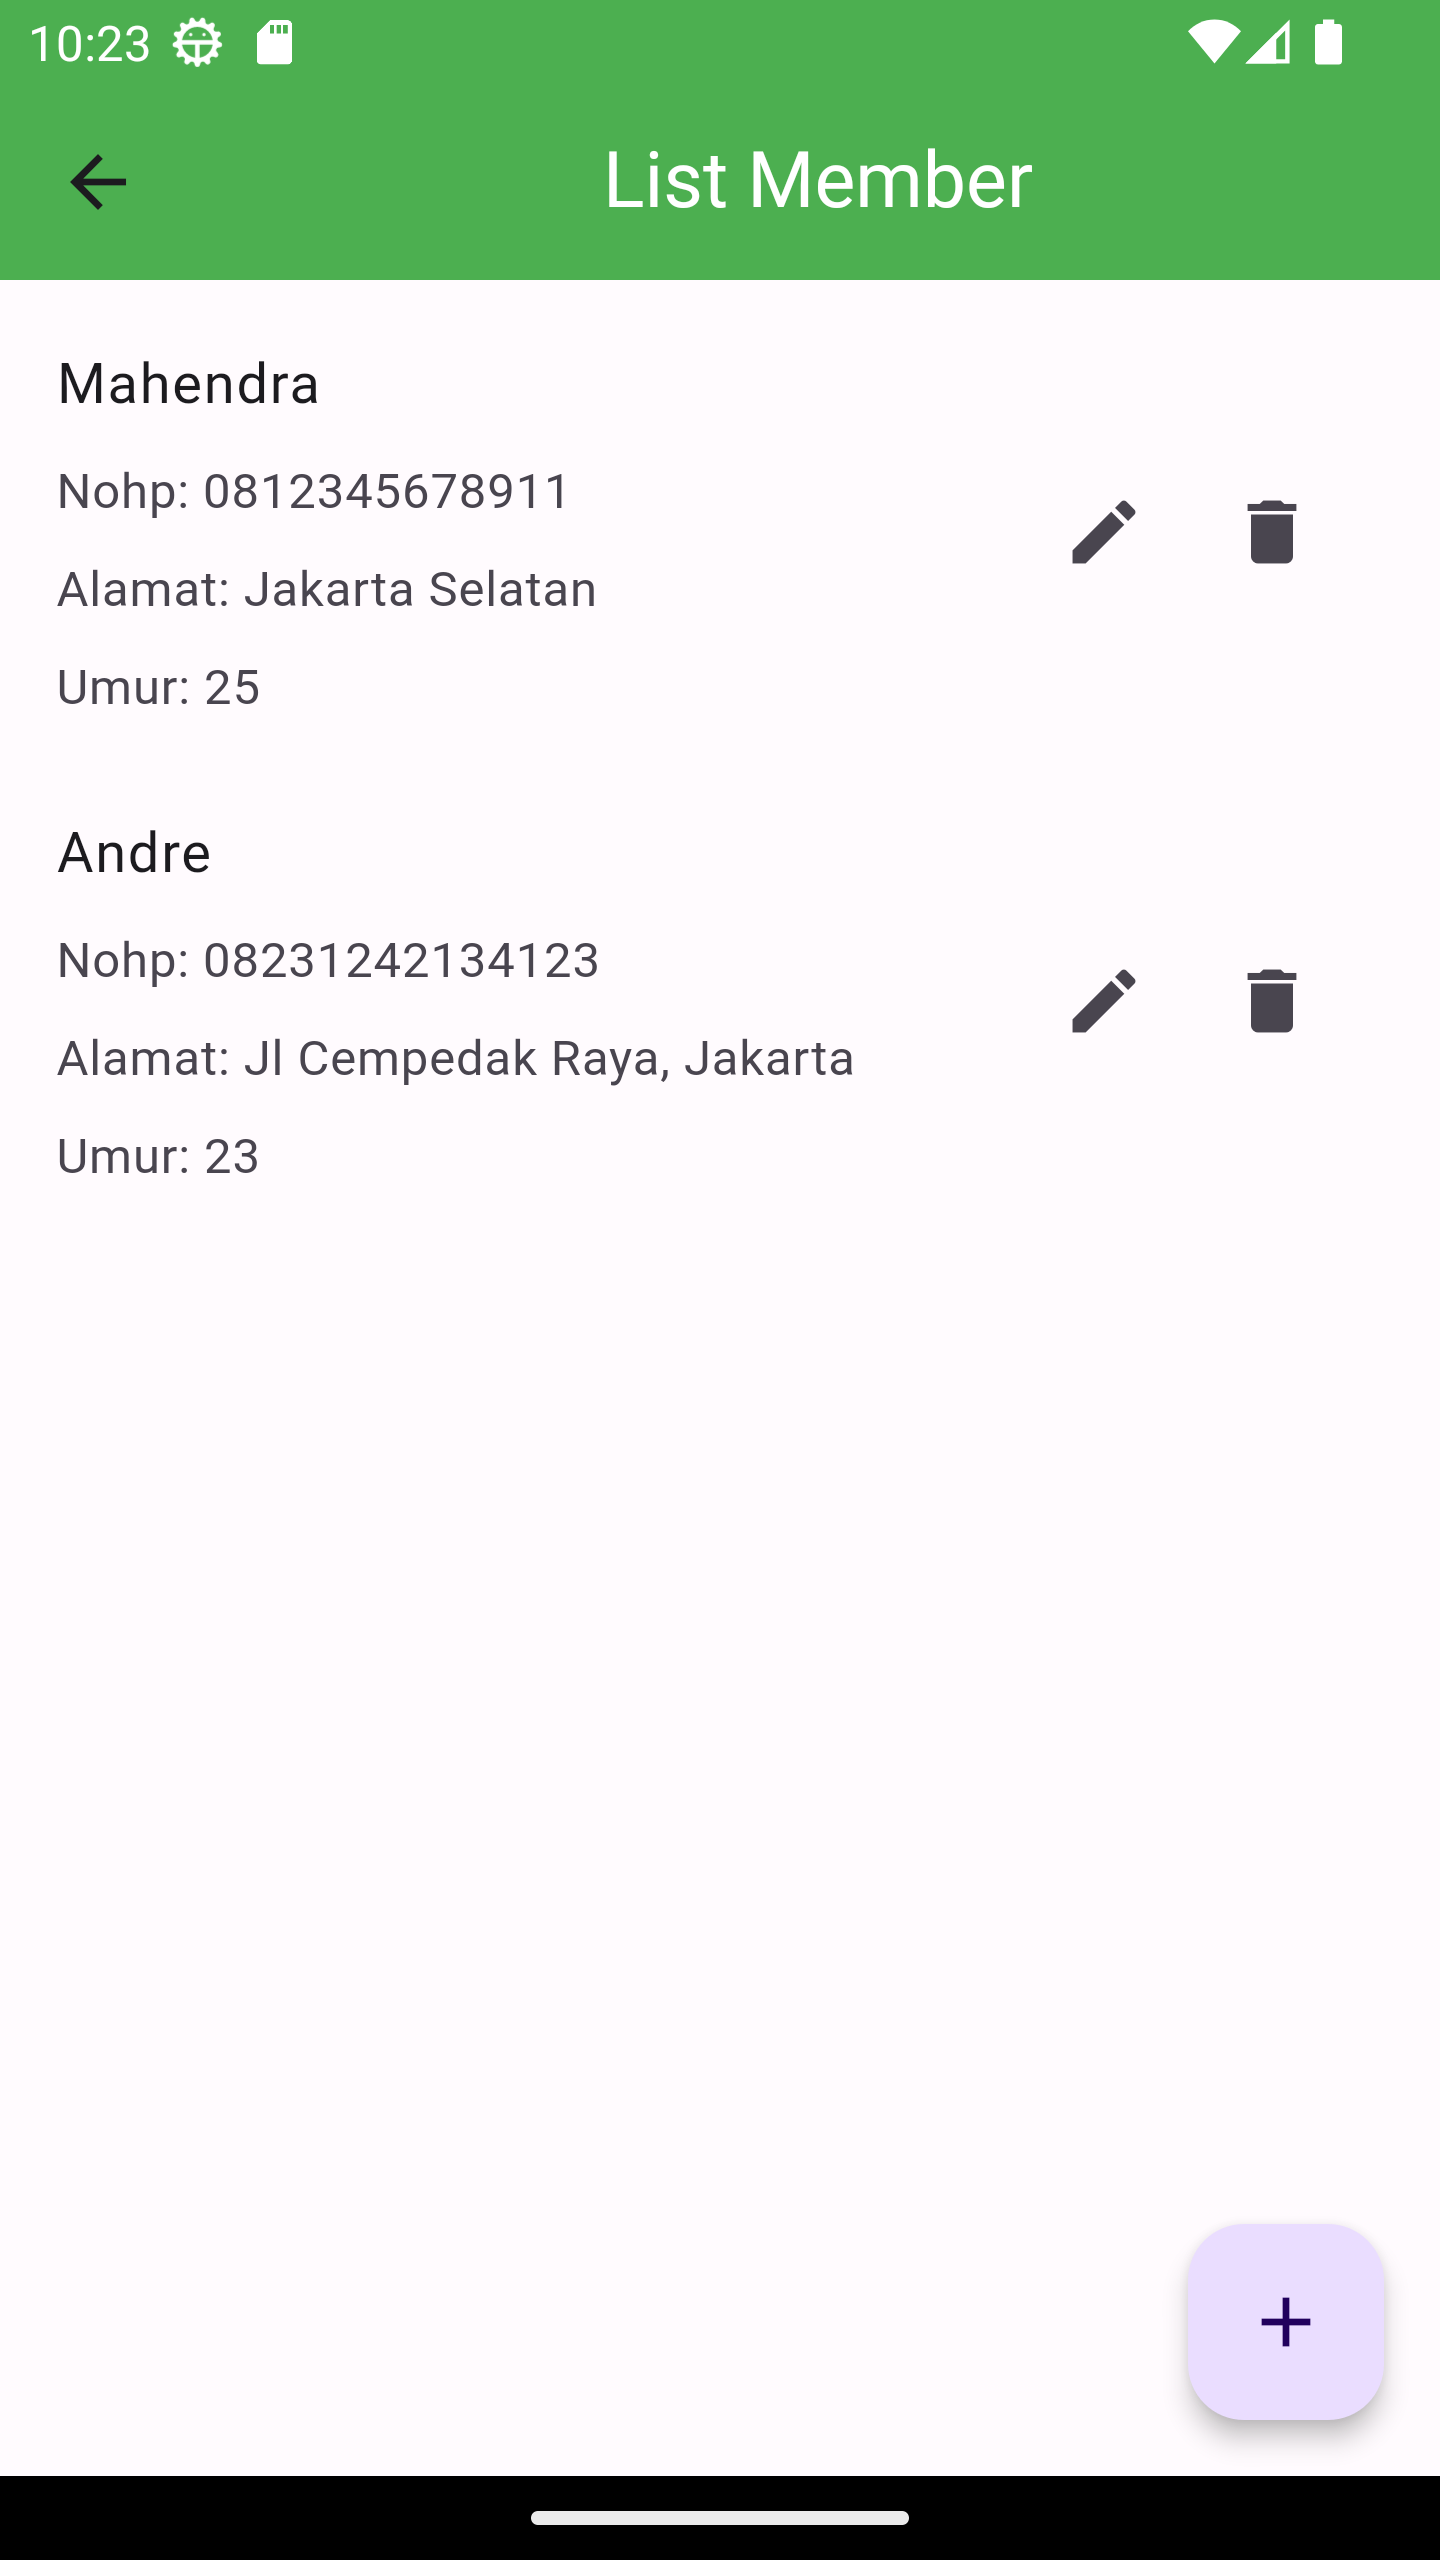 10:23
List Member
Mahendra
Nohp: 0812345678911
Alamat: Jakarta Selatan
Umur: 25
Andre
Nohp: 08231242134123
Alamat: Jl Cempedak Raya, Jakarta
Umur: 23